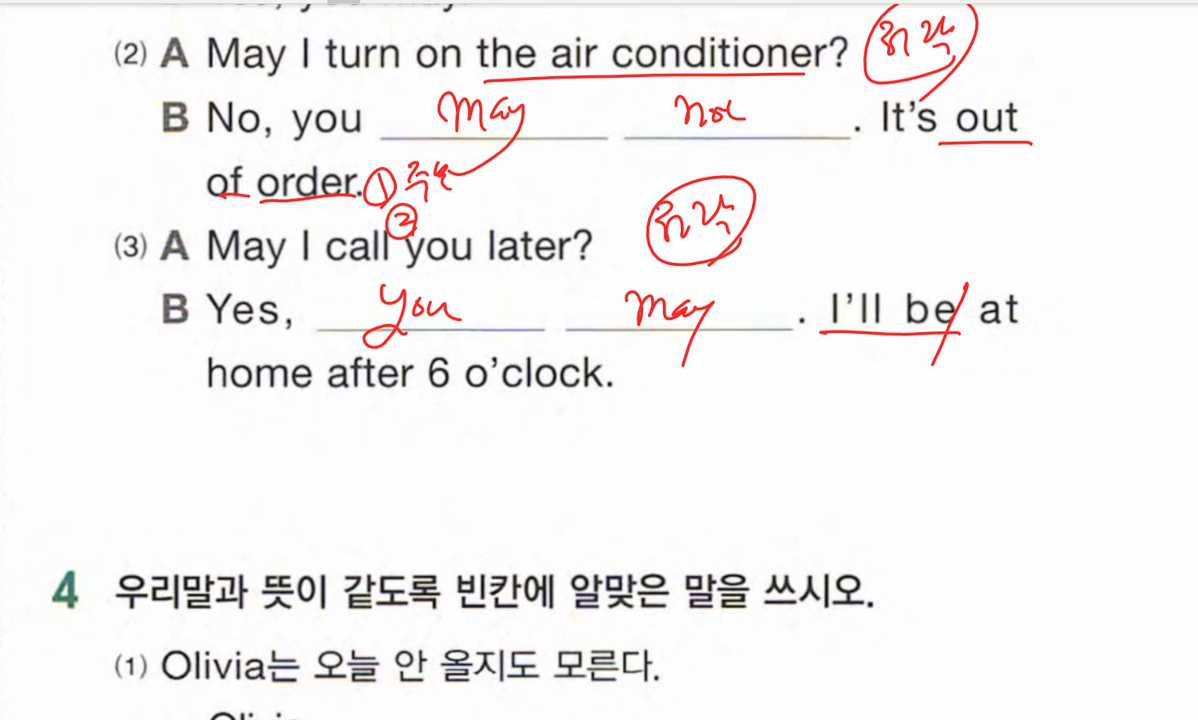 (2) A May I turn on the air conditioner? 허락
B No, you may not. It's out
of order. ① 추측
②
(3) A May I call you later? 허락
B Yes, you may. I'll be at
home after 6 o'clock.
4 우리말과 뜻이 같도록 빈칸에 알맞은 말을 쓰시오.
(1) Olivia는 오늘 안 올지도 모른다.